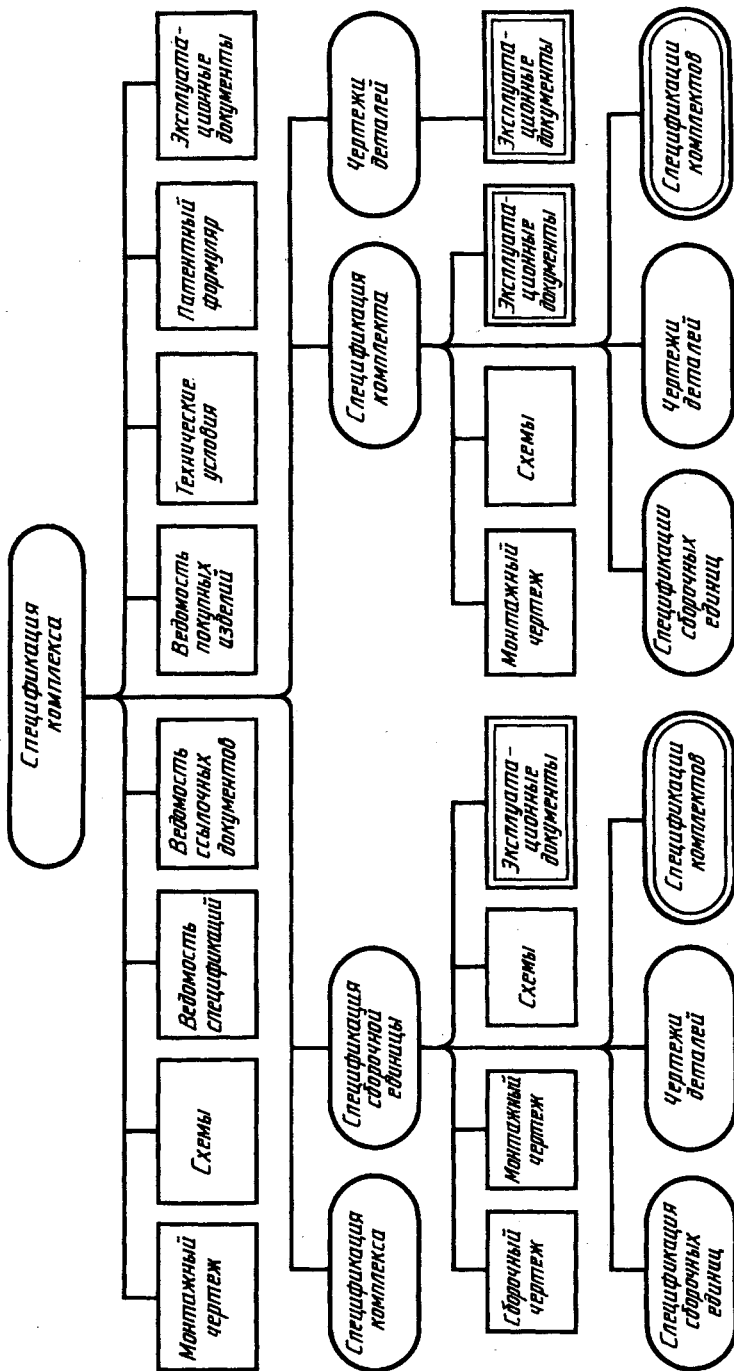 Спецификация
комплекса
Монтажный
чертеж
Схемы
Ведомость
спецификаций
Ведомость
ссылочных
документов
Ведомость
покупных
изделий
Технические
условия
Патентный
формуляр
Эксплуата-
ционные
документы
Спецификация
комплекса
Спецификация
сборочной
единицы
Спецификация
комплекта
Чертежи
деталей
Сборочный
чертеж
Монтажный
чертеж
Схемы
Эксплуата-
ционные
документы
Монтажный
чертеж
Схемы
Эксплуата-
ционные
документы
Эксплуата-
ционные
документы
Спецификация
сборочных
единиц
Чертежи
деталей
Спецификации
комплектов
Спецификации
сборочных
единиц
Чертежи
деталей
Спецификации
комплектов